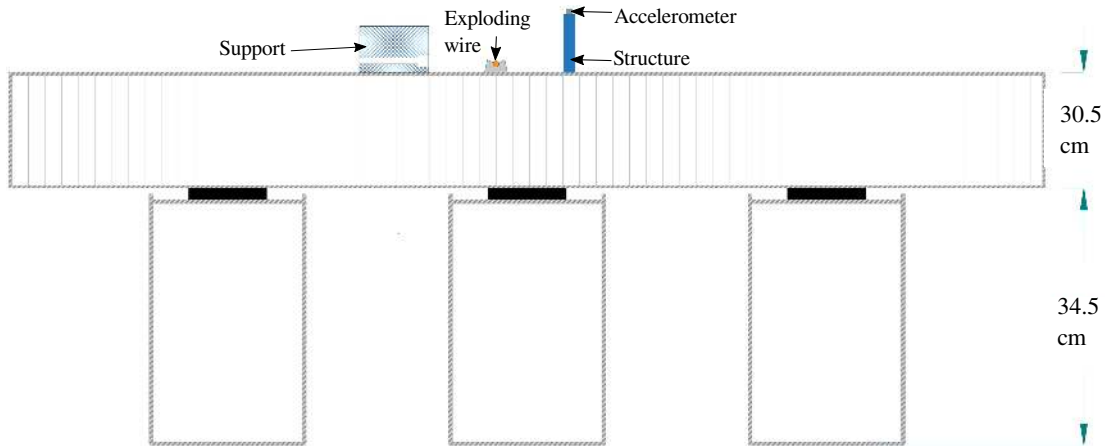 Support
Exploding
wire
Accelerometer
Structure
30.5
cm
34.5
cm